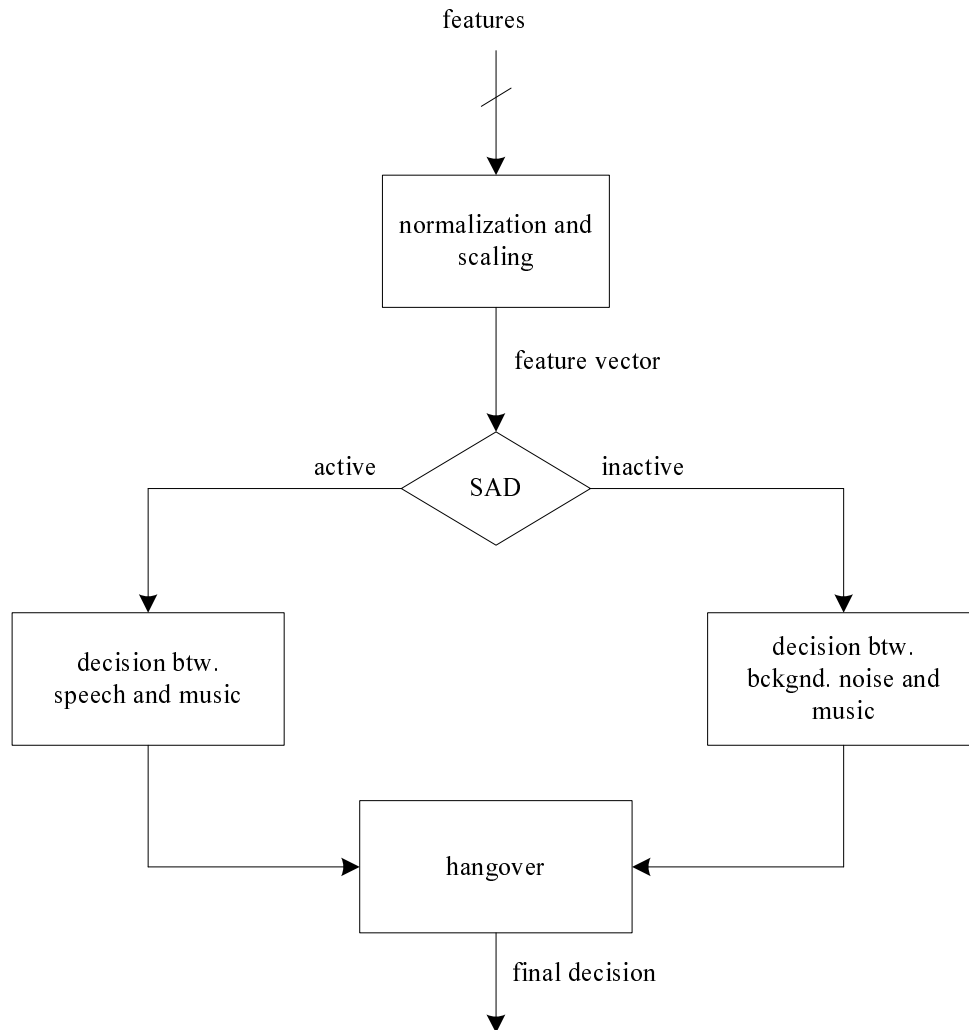 features
normalization and
scaling
feature vector
active
inactive
SAD
decision btw.
speech and music
decision btw.
bckgnd. noise and
music
hangover
final decision